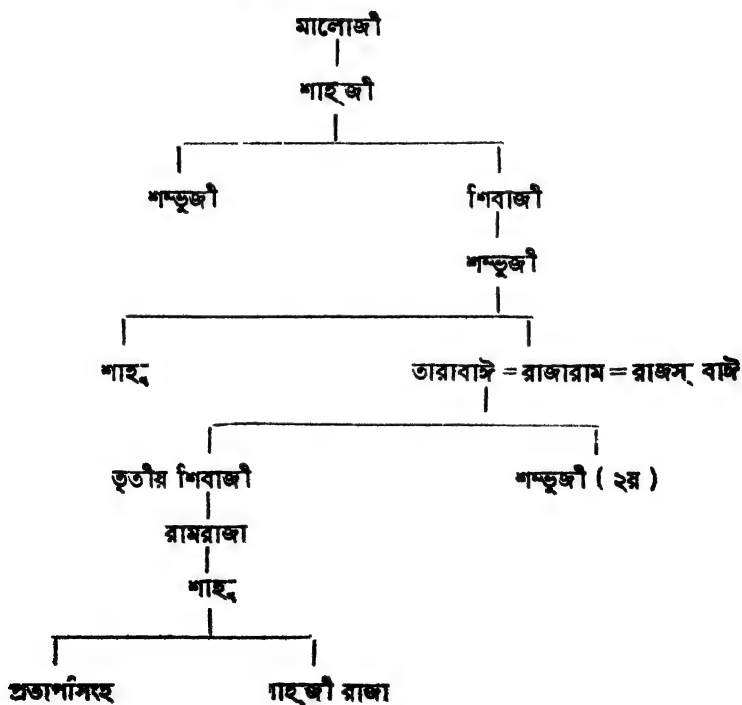 মালোজী
শাহ্জী
শম্ভুজী শিবাজী
শম্ভুজী
শাহু তারাবাঈ = রাজারাম = রাজস্ বাঈ
তৃতীয় শিবাজী শম্ভুজী ( ২য় )
রামরাজা
শাহু
প্রতাপসিংহ শাহ্জী রাজা